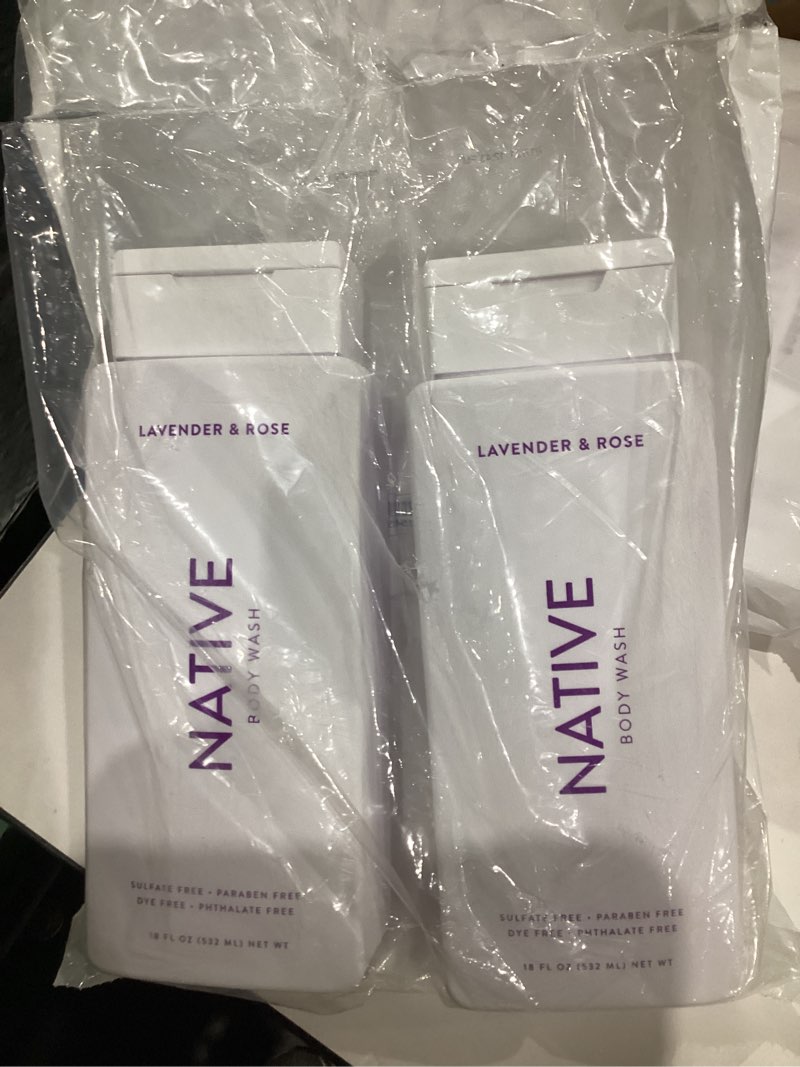 LAVENDER & ROSE
NATIVE
BODY WASH
SULFATE FREE • PARABEN FREE
DYE FREE • PHTHALATE FREE
18 FL OZ (532 ML) NET WT
LAVENDER & ROSE
NATIVE
BODY WASH
SULFATE FREE • PARABEN FREE
DYE FREE • PHTHALATE FREE
18 FL OZ (532 ML) NET WT